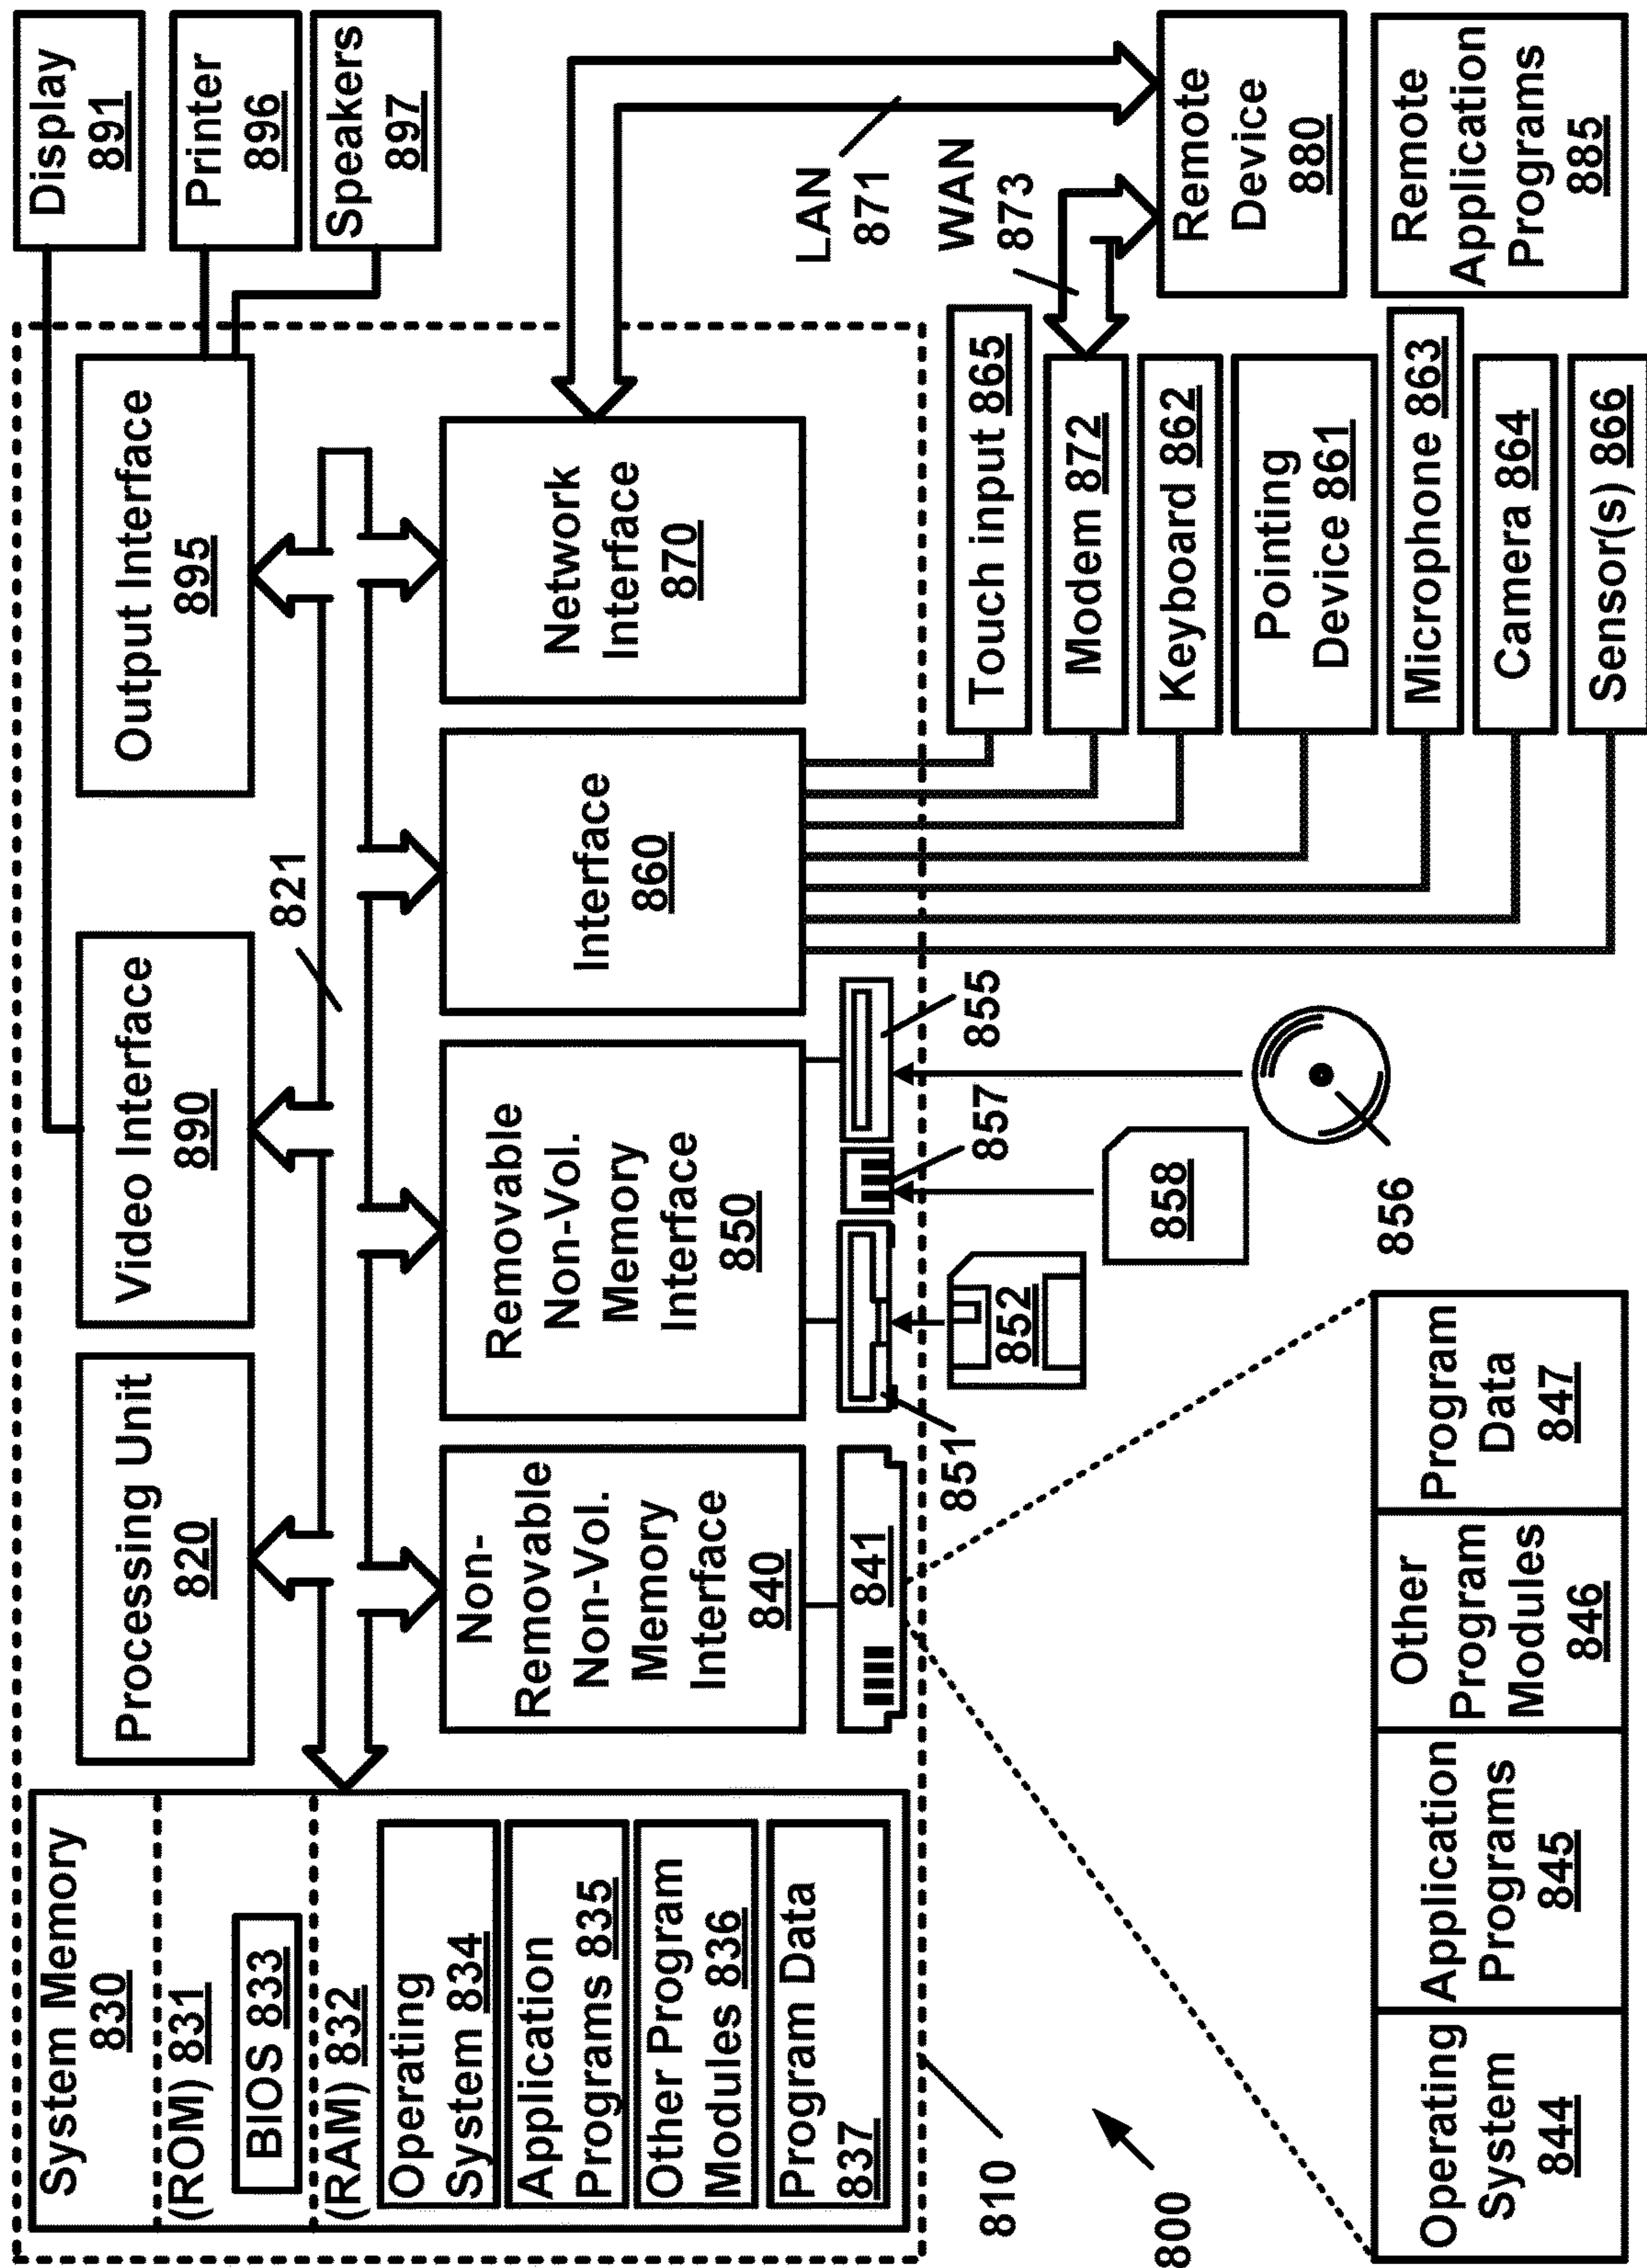 System Memory
830
(ROM) 831
BIOS 833
(RAM) 832
Operating
System 834
Application
Programs 835
Other Program
Modules 836
Program Data
837
Processing Unit
820
Video Interface
890
Output Interface
895
821
Non-
Removable
Non-Vol.
Memory
Interface
840
Removable
Non-Vol.
Memory
Interface
850
Interface
860
Network
Interface
870
Display
891
Printer
896
Speakers
897
841
851
857
855
852
858
856
LAN
871
WAN
873
Touch input 865
Modem 872
Keyboard 862
Pointing
Device 861
Microphone 863
Camera 864
Sensor(s) 866
Remote
Device
880
Remote
Application
Programs
885
810
800
Operating
System
844
Application
Programs
845
Other
Program
Modules
846
Program
Data
847